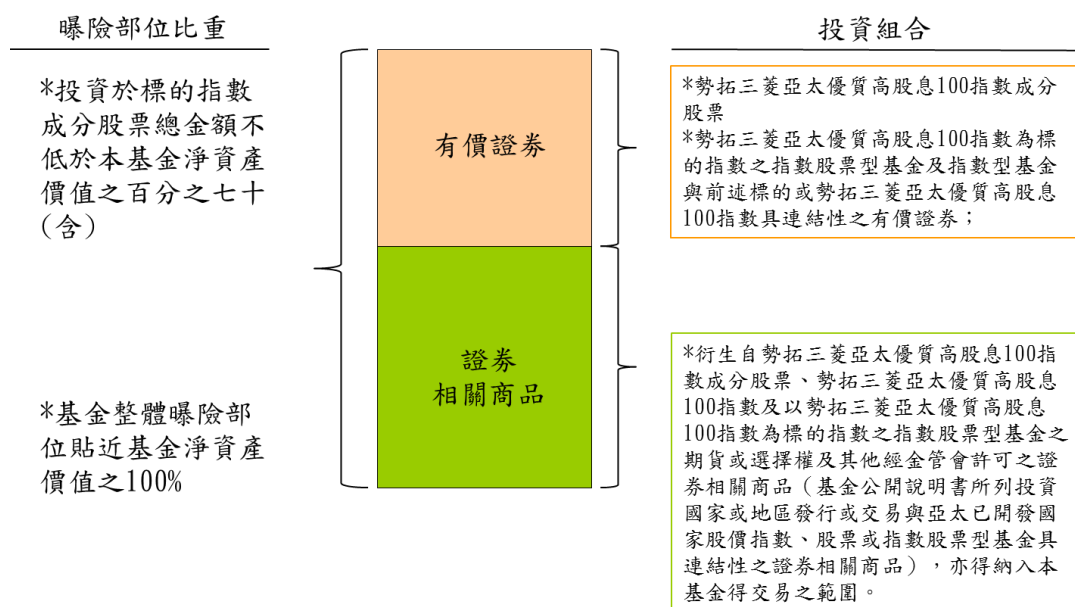 曝險部位比重
*投資於標的指數
成分股票總金額不
低於本基金淨資產
價值之百分之七十
(含)
*基金整體曝險部
位貼近基金淨資產
價值之100%
有價證券
證券
相關商品
投資組合
*勢拓三菱亞太優質高股息100指數成分
股票
*勢拓三菱亞太優質高股息100指數為標
的指數之指數股票型基金及指數型基金
與前述標的或勢拓三菱亞太優質高股息
100指數具連結性之有價證券；
*衍生自勢拓三菱亞太優質高股息100指
數成分股票、勢拓三菱亞太優質高股息
100指數及以勢拓三菱亞太優質高股息
100指數為標的指數之指數股票型基金之
期貨或選擇權及其他經金管會許可之證
券相關商品（基金公開說明書所列投資
國家或地區發行或交易與亞太已開發國
家股價指數、股票或指數股票型基金具
連結性之證券相關商品），亦得納入本
基金得交易之範圍。